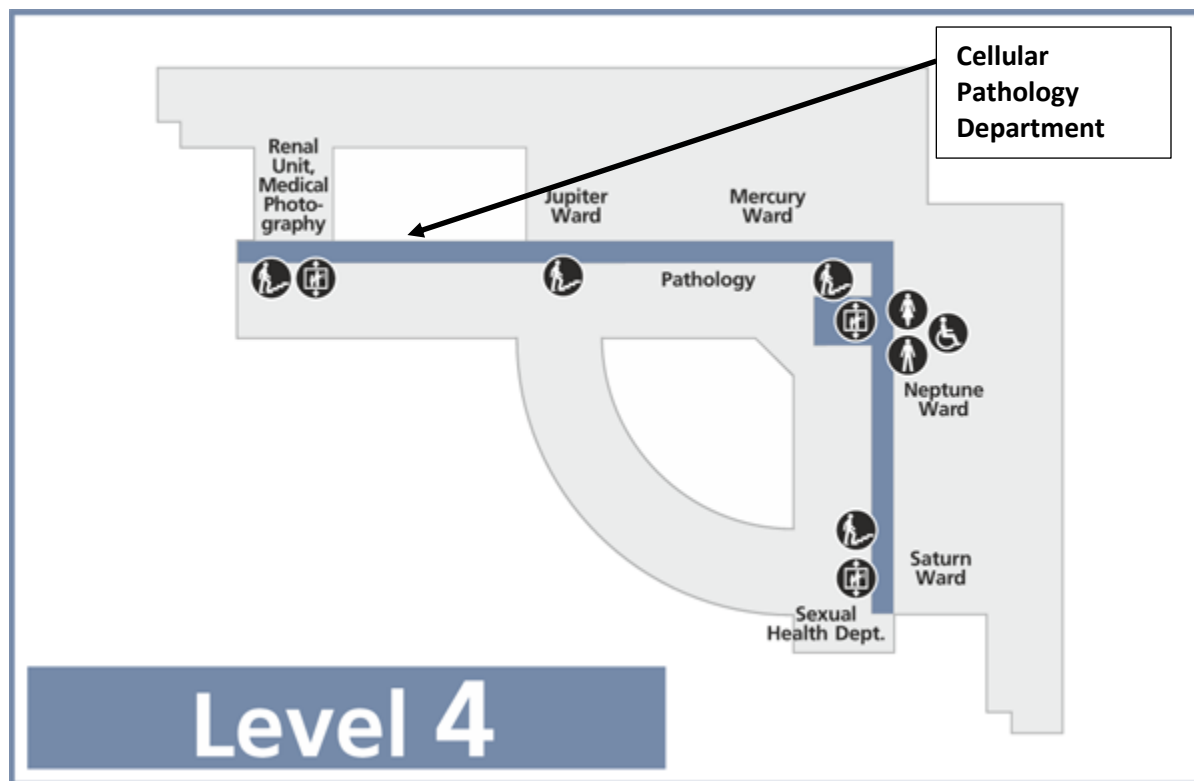 Cellular
Pathology
Department
Renal
Unit,
Medical
Photo-
graphy
Jupiter
Ward
Mercury
Ward
Pathology
Neptune
Ward
Saturn
Ward
Sexual
Health Dept.
Level 4